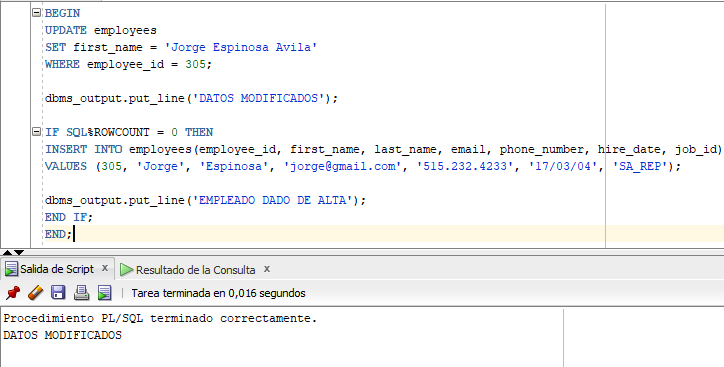 BEGIN
UPDATE employees
SET first_name = 'Jorge Espinosa Avila'
WHERE employee_id = 305;
dbms_output.put_line('DATOS MODIFICADOS');
IF SQL%ROWCOUNT = 0 THEN
INSERT INTO employees(employee_id, first_name, last_name, email, phone_number, hire_date, job_id)
VALUES (305, 'Jorge', 'Espinosa', 'jorge@gmail.com', '515.232.4233', '17/03/04', 'SA_REP');
dbms_output.put_line('EMPLEADO DADO DE ALTA');
END IF;
END;
Salida de Script x Resultado de la Consulta x
Tarea terminada en 0,016 segundos
Procedimiento PL/SQL terminado correctamente.
DATOS MODIFICADOS